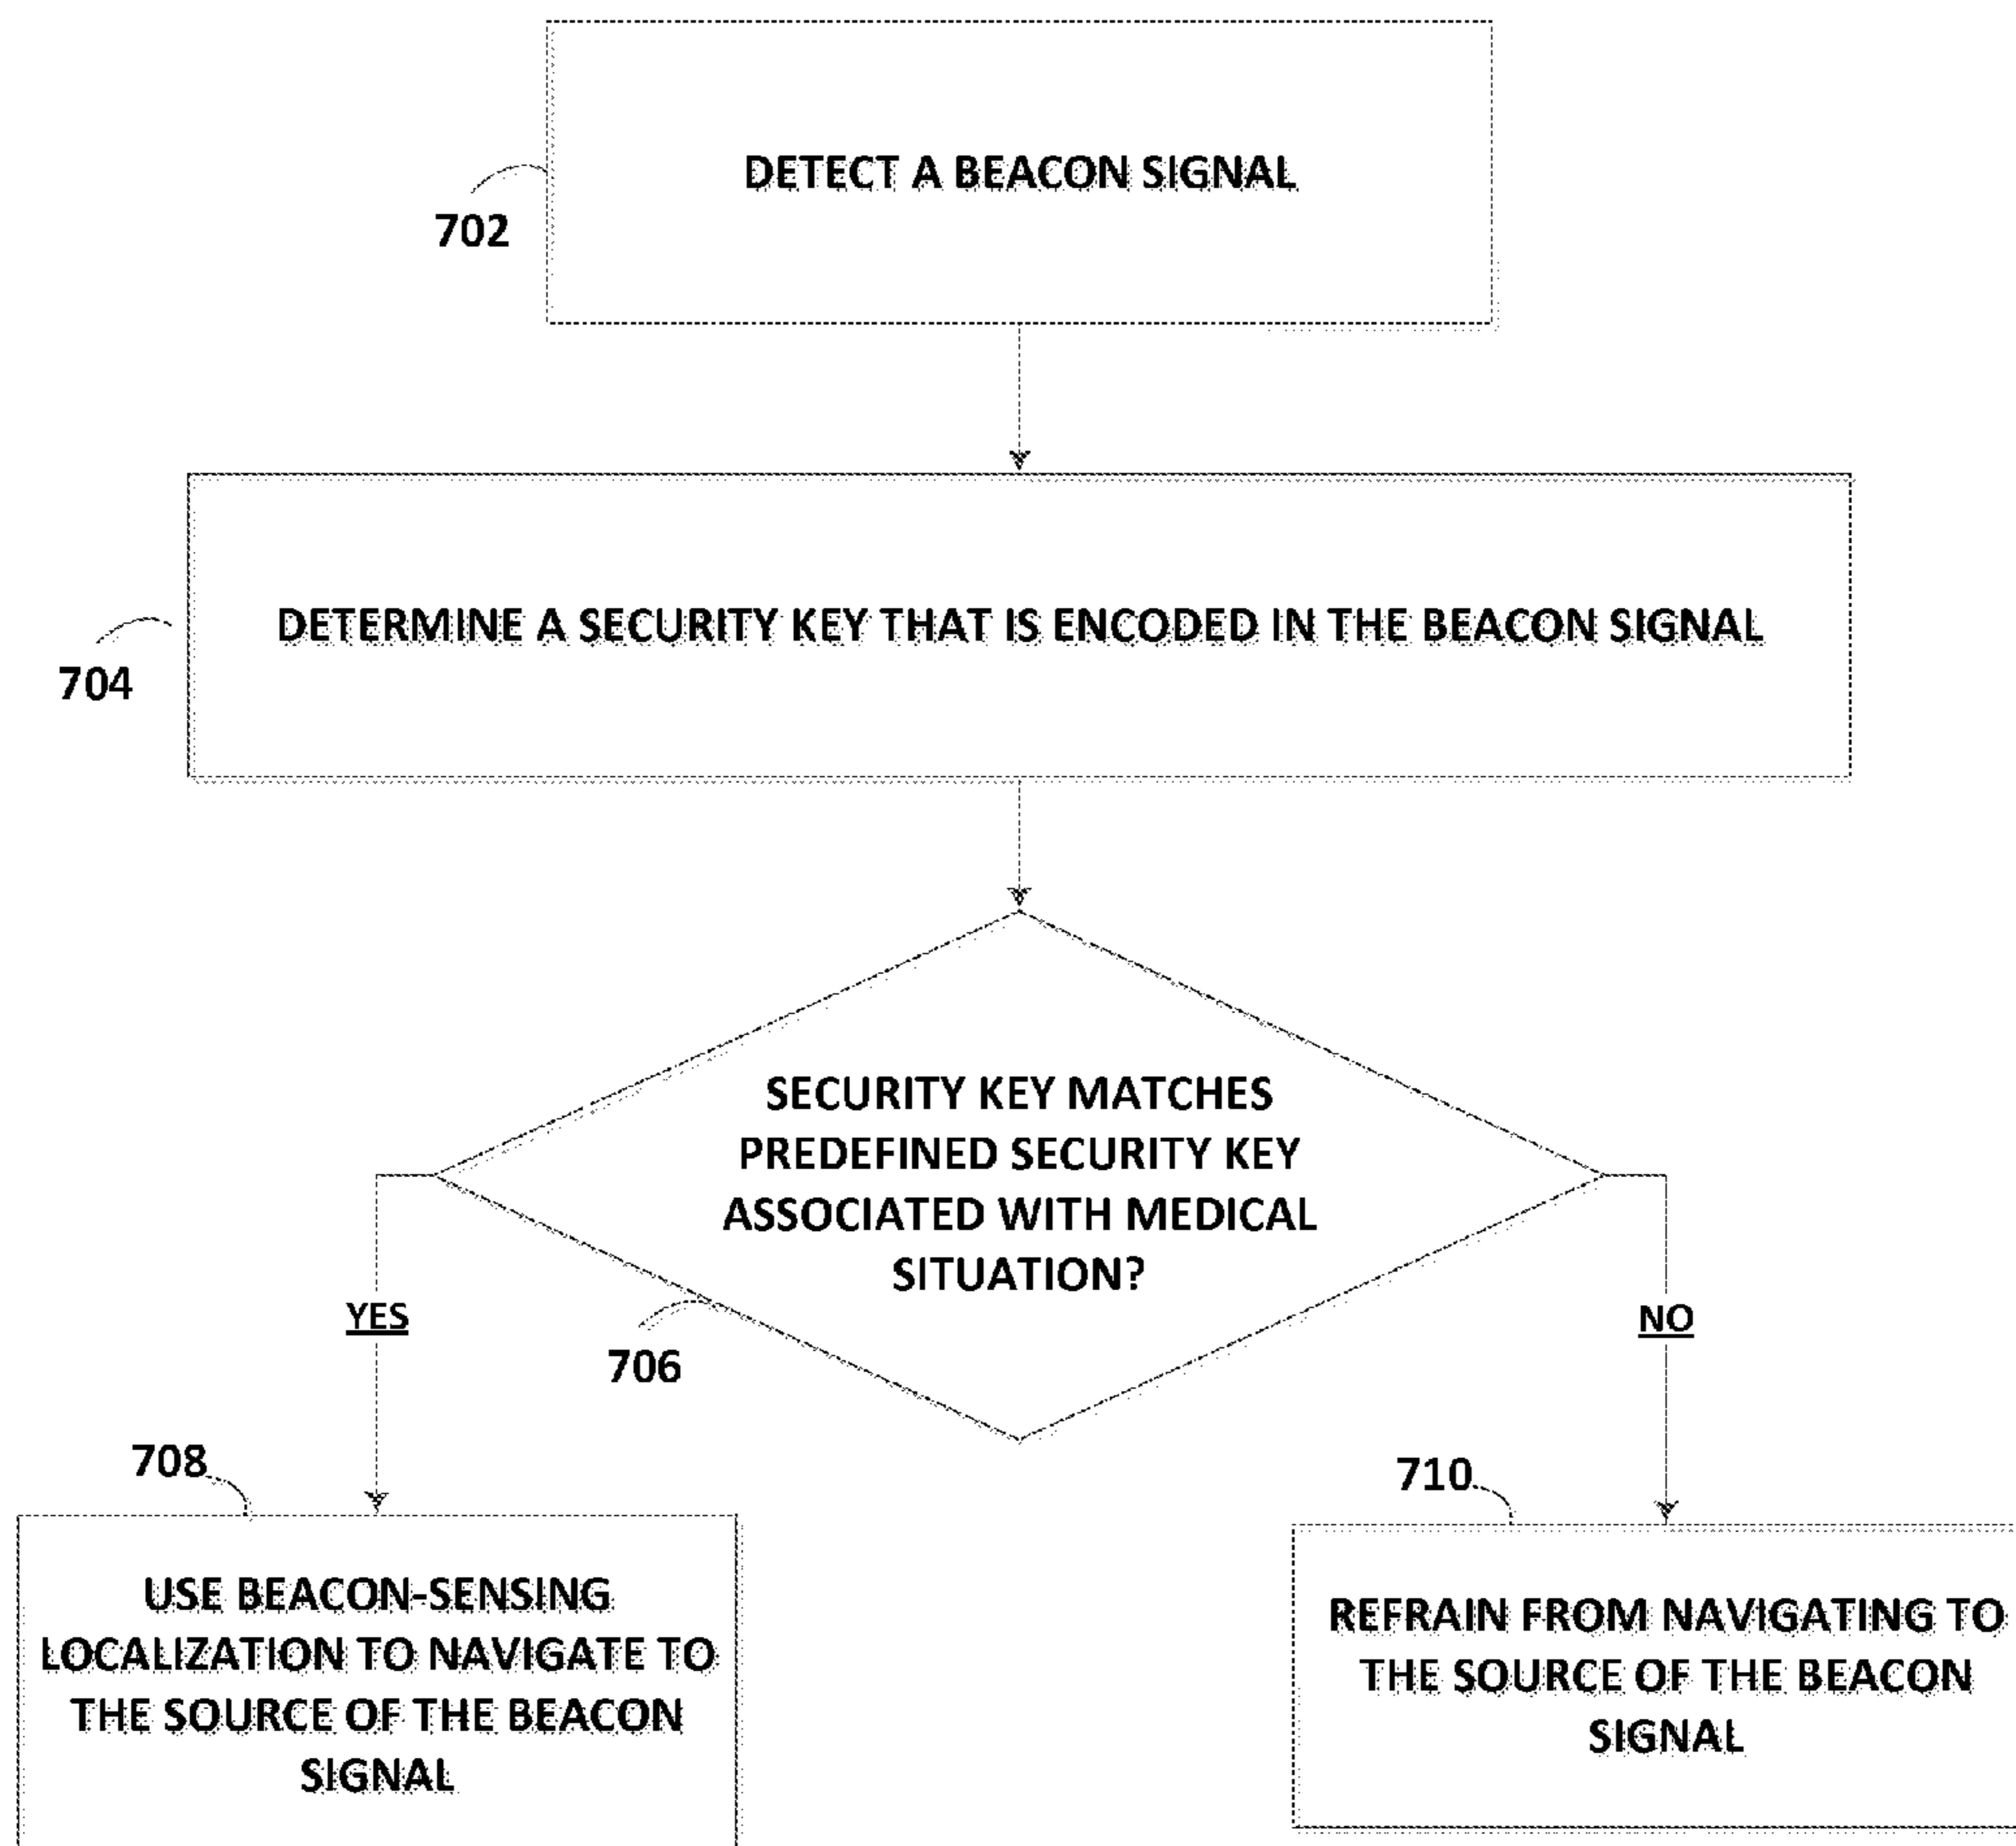 DETECT A BEACON SIGNAL
702
DETERMINE A SECURITY KEY THAT IS ENCODED IN THE BEACON SIGNAL
704
SECURITY KEY MATCHES
PREDEFINED SECURITY KEY
ASSOCIATED WITH MEDICAL
SITUATION?
706
YES
NO
708
USE BEACON-SENSING
LOCALIZATION TO NAVIGATE TO
THE SOURCE OF THE BEACON
SIGNAL
710
REFRAIN FROM NAVIGATING TO
THE SOURCE OF THE BEACON
SIGNAL